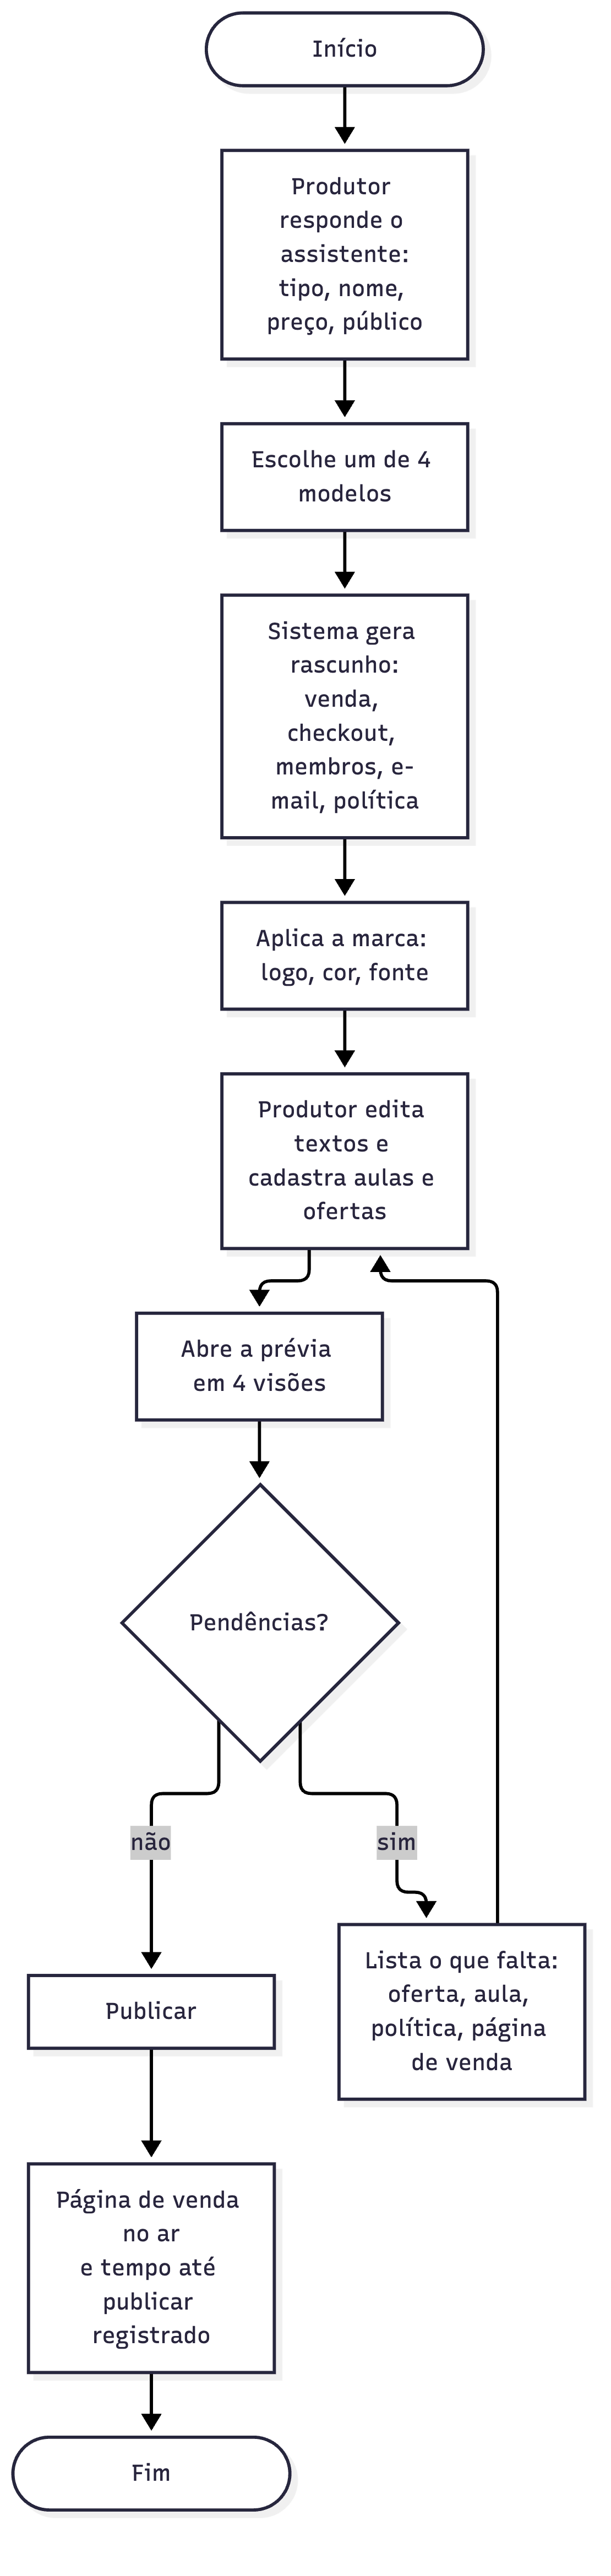 Início
Produtor
responde o
assistente:
tipo, nome,
preço, público
Escolhe um de 4
modelos
Sistema gera
rascunho:
venda,
checkout,
membros, e-
mail, política
Aplica a marca:
logo, cor, fonte
Produtor edita
textos e
cadastra aulas e
ofertas
Abre a prévia
em 4 visões
Pendências?
não
sim
Lista o que falta:
oferta, aula,
política, página
de venda
Publicar
Página de venda
no ar
e tempo até
publicar
registrado
Fim